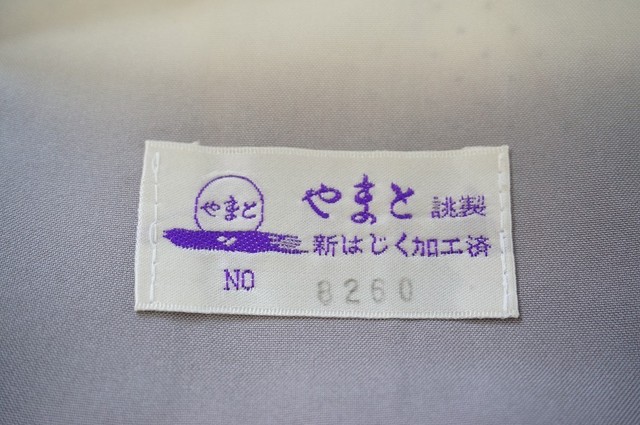 やまと
やまと 誂製
新はじく加工済
NO 8260